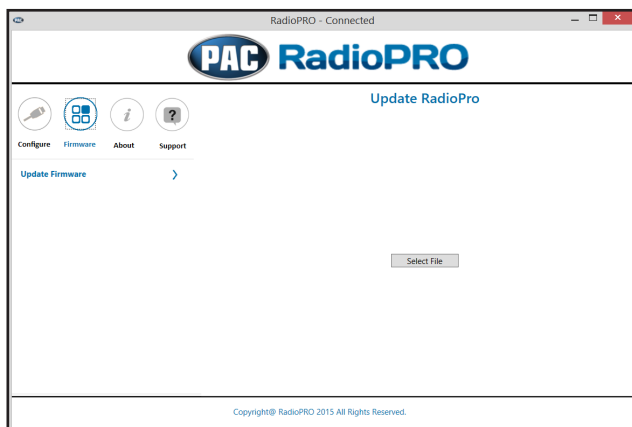 PAC
RadioPRO - Connected
PAC RadioPRO
Update RadioPro
Configure Firmware About Support
Update Firmware
Select File
Copyright@ RadioPRO 2015 All Rights Reserved.